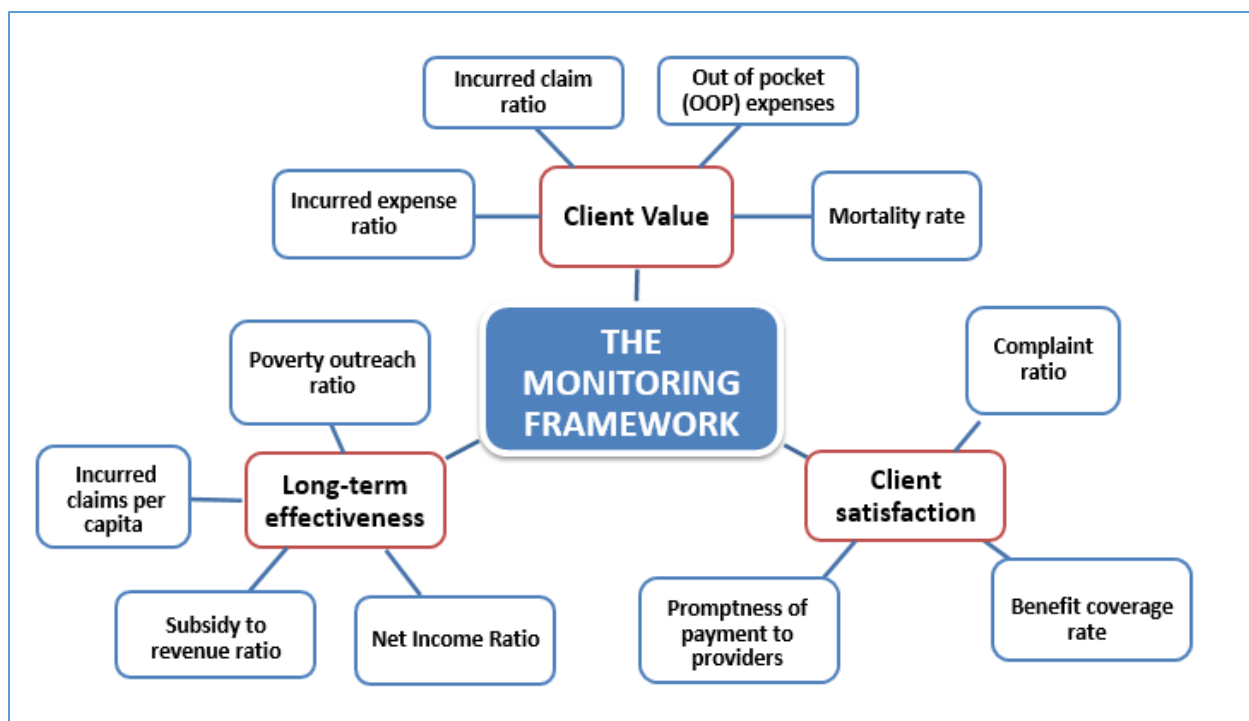 Incurred claim
ratio
Out of pocket
(OOP) expenses
Incurred expense
ratio
Client Value
Mortality rate
THE
MONITORING
FRAMEWORK
Poverty outreach
ratio
Complaint
ratio
Incurred
claims per
capita
Long-term
effectiveness
Client
satisfaction
Subsidy to
revenue ratio
Net Income Ratio
Promptness of
payment to
providers
Benefit coverage
rate